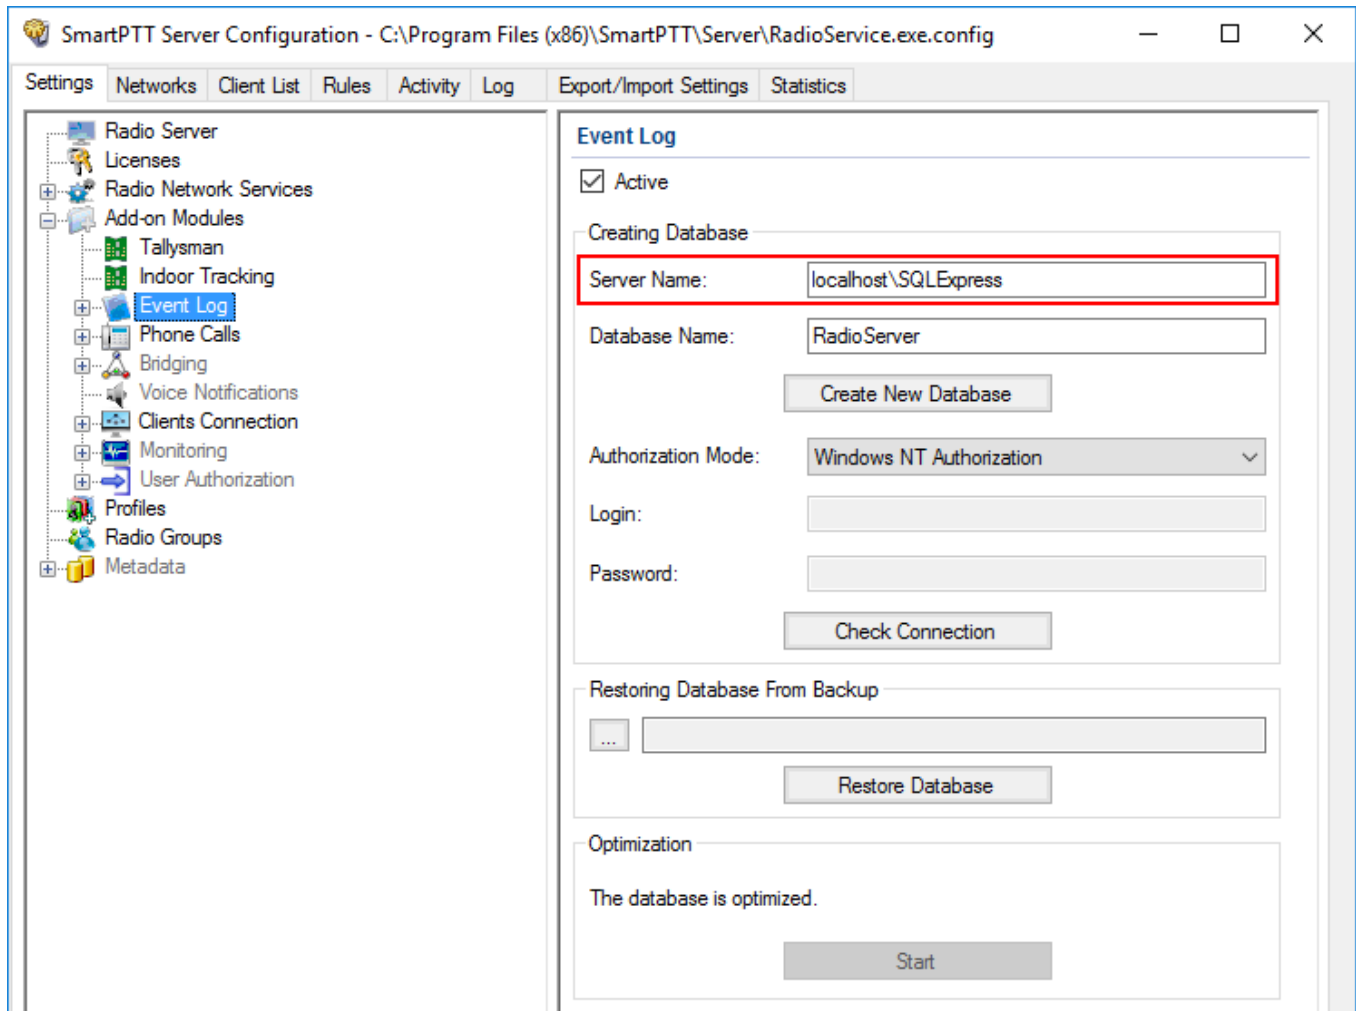 SmartPTT Server Configuration - C:\Program Files (x86)\SmartPTT\Server\RadioService.exe.config
Settings Networks Client List Rules Activity Log Export/Import Settings Statistics
Radio Server
Licenses
Radio Network Services
Add-on Modules
Tallysman
Indoor Tracking
Event Log
Phone Calls
Bridging
Voice Notifications
Clients Connection
Monitoring
User Authorization
Profiles
Radio Groups
Metadata
Event Log
Active
Creating Database
Server Name: localhost\SQLExpress
Database Name: RadioServer
Create New Database
Authorization Mode: Windows NT Authorization
Login:
Password:
Check Connection
Restoring Database From Backup
...
Restore Database
Optimization
The database is optimized.
Start